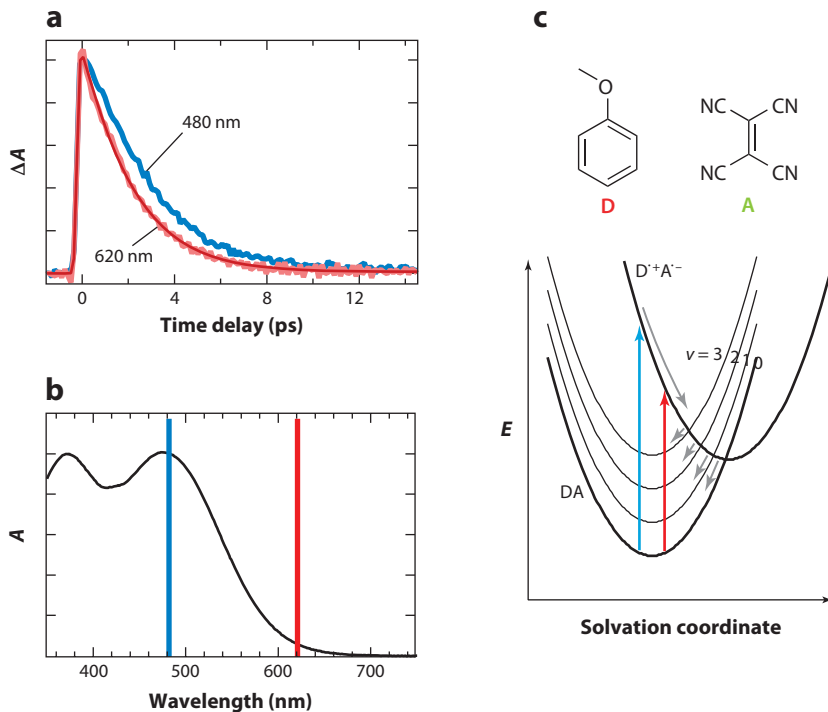 a
ΔA
480 nm
620 nm
0
4
8
12
Time delay (ps)
b
A
400
500
600
700
Wavelength (nm)
c
O
D
NC
CN
NC
CN
A
D•+A•−
v = 3
2
1
0
E
DA
Solvation coordinate